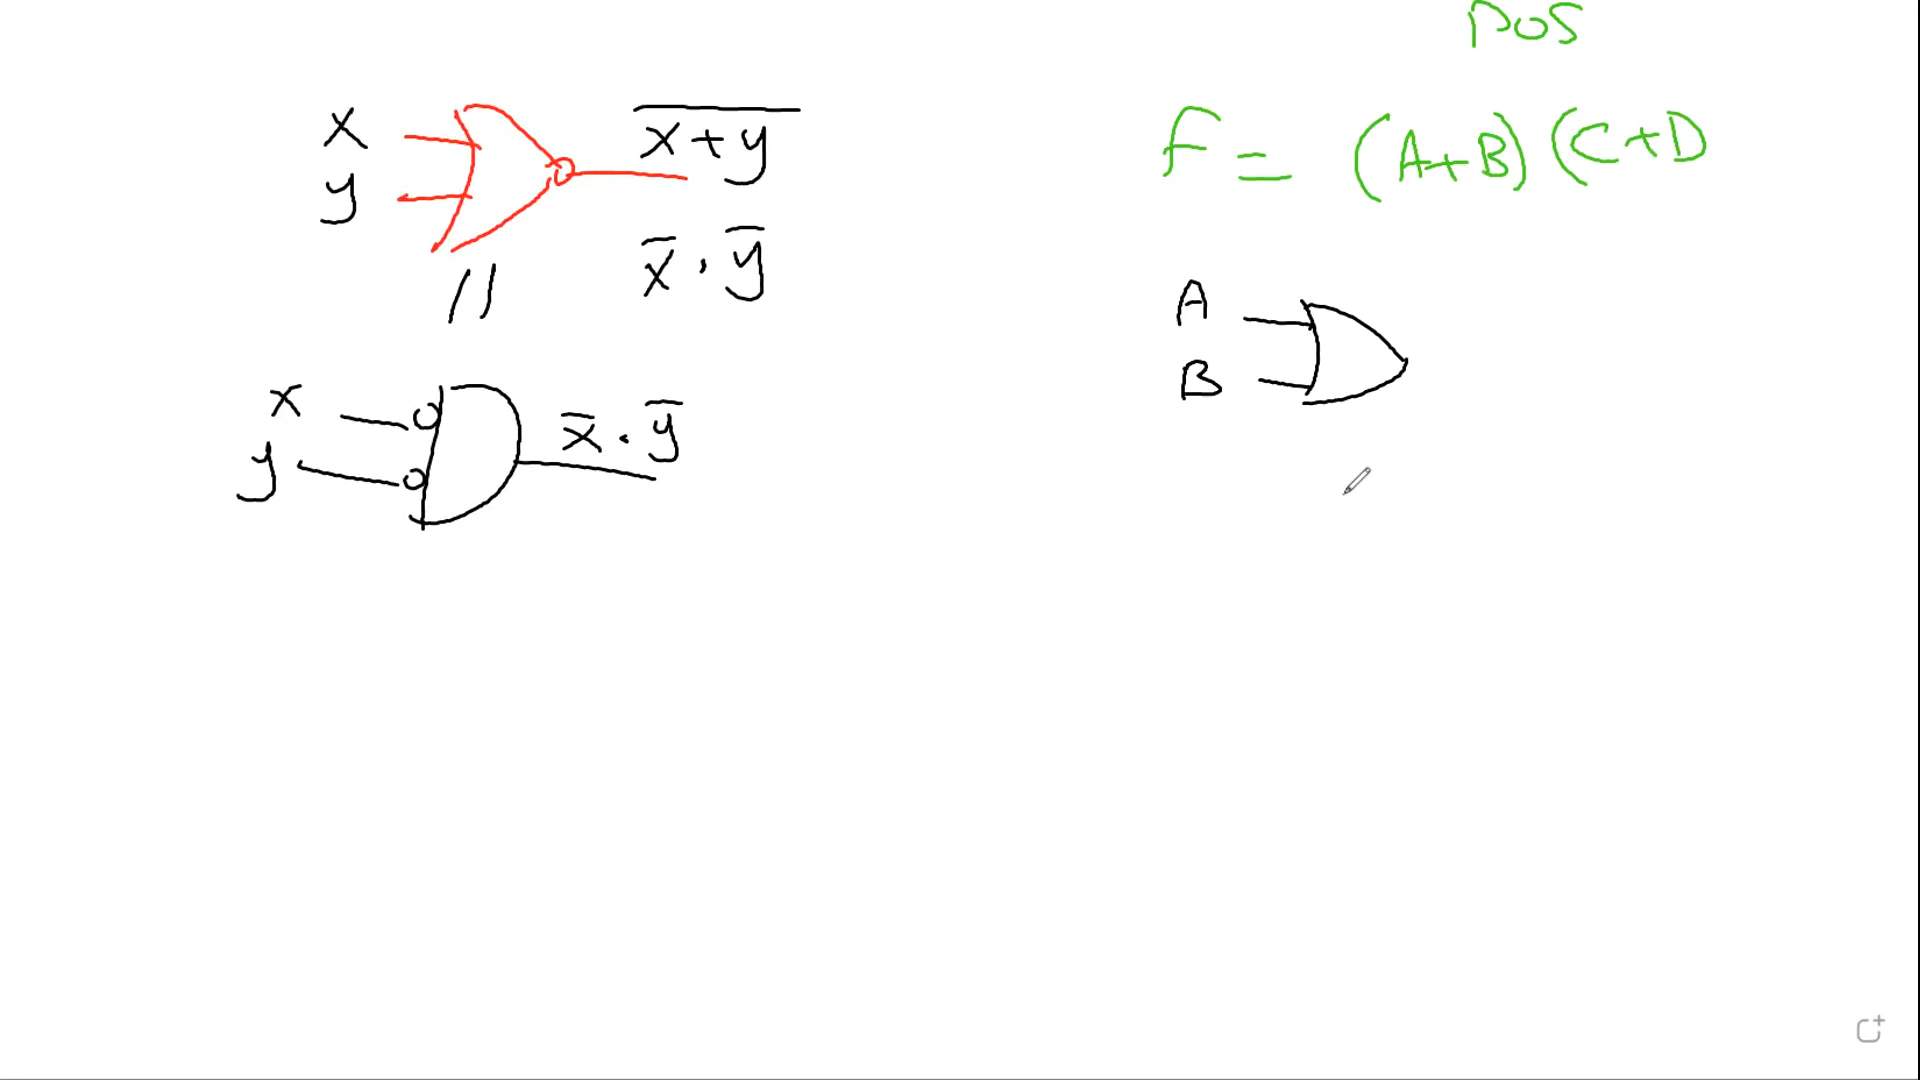 POS
x
y
x̅+̅y̅
F = (A+B) (C+D
x̅ . y̅
A
B
x
y
x̅ . y̅